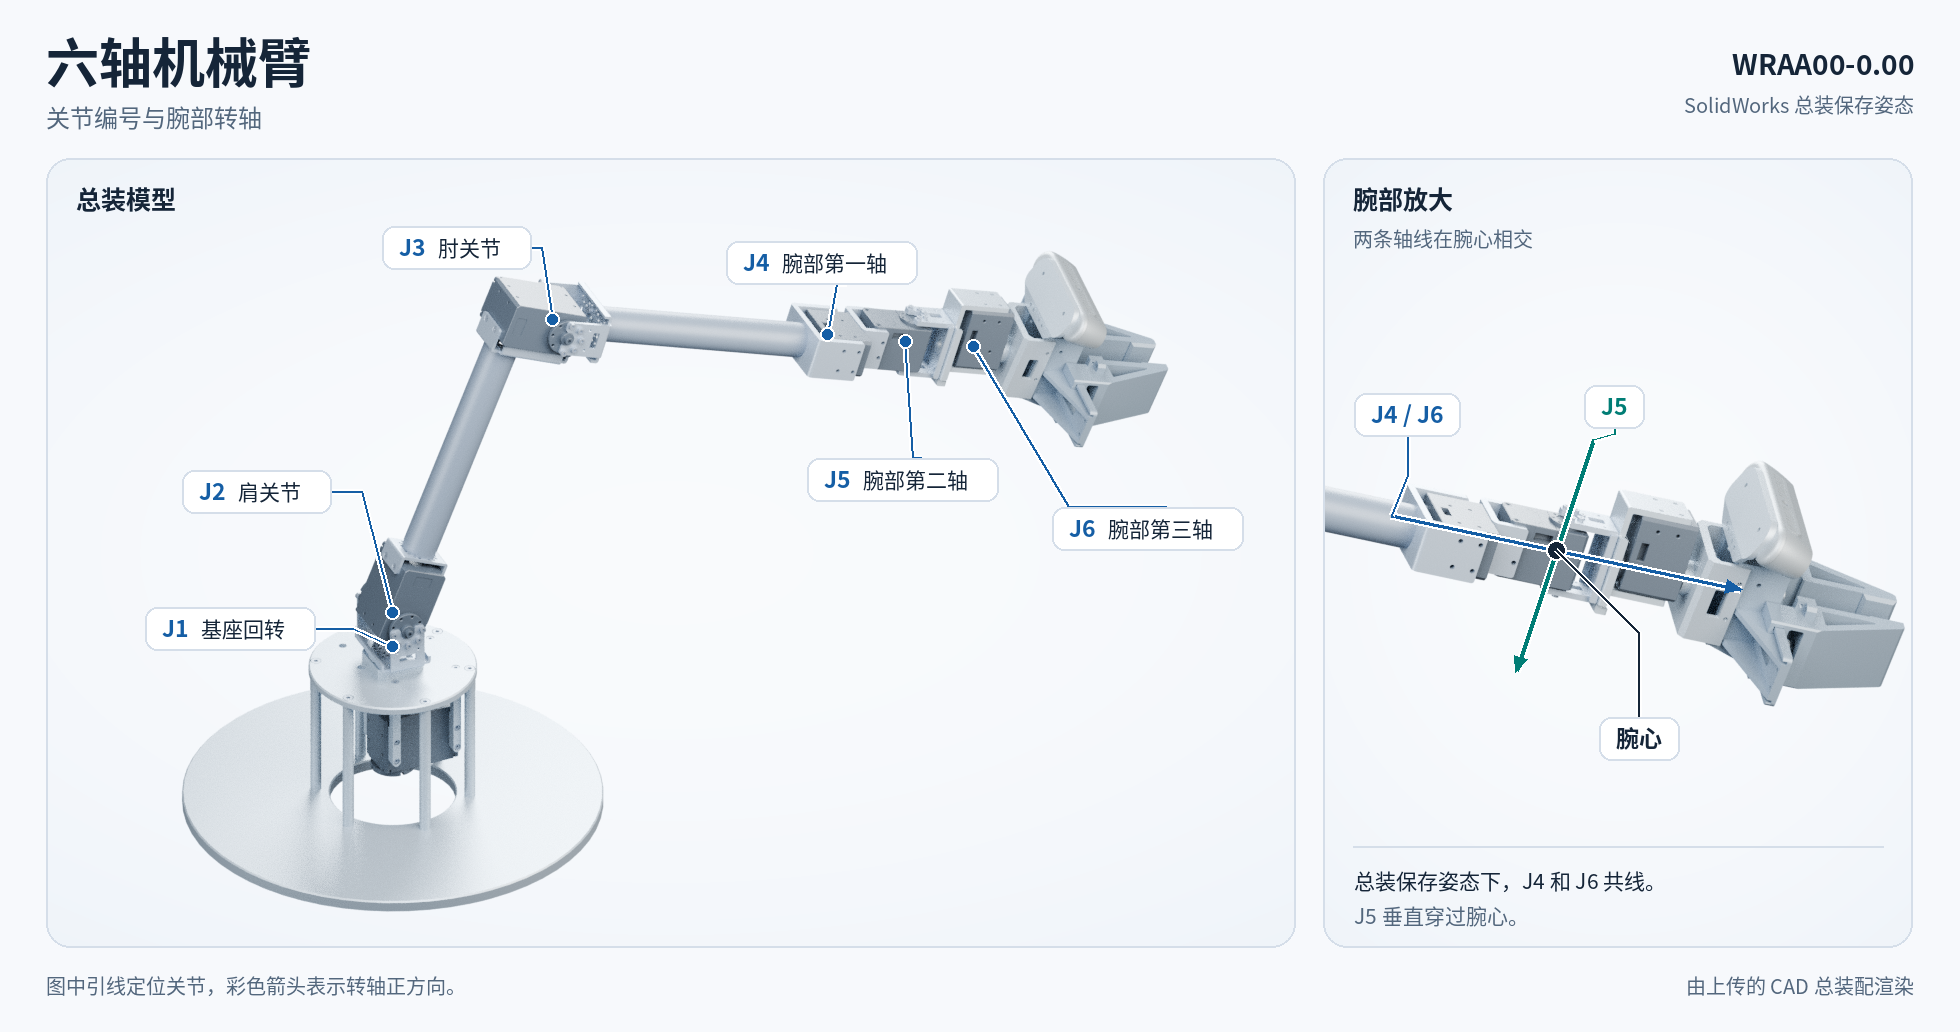 六轴机械臂
关节编号与腕部转轴
WRAA00-0.00
SolidWorks 总装保存姿态
总装模型
J3 肘关节
J4 腕部第一轴
J5 腕部第二轴
J6 腕部第三轴
J2 肩关节
J1 基座回转
腕部放大
两条轴线在腕心相交
J4 / J6
J5
腕心
总装保存姿态下，J4 和 J6 共线。
J5 垂直穿过腕心。
图中引线定位关节，彩色箭头表示转轴正方向。
由上传的 CAD 总装配渲染